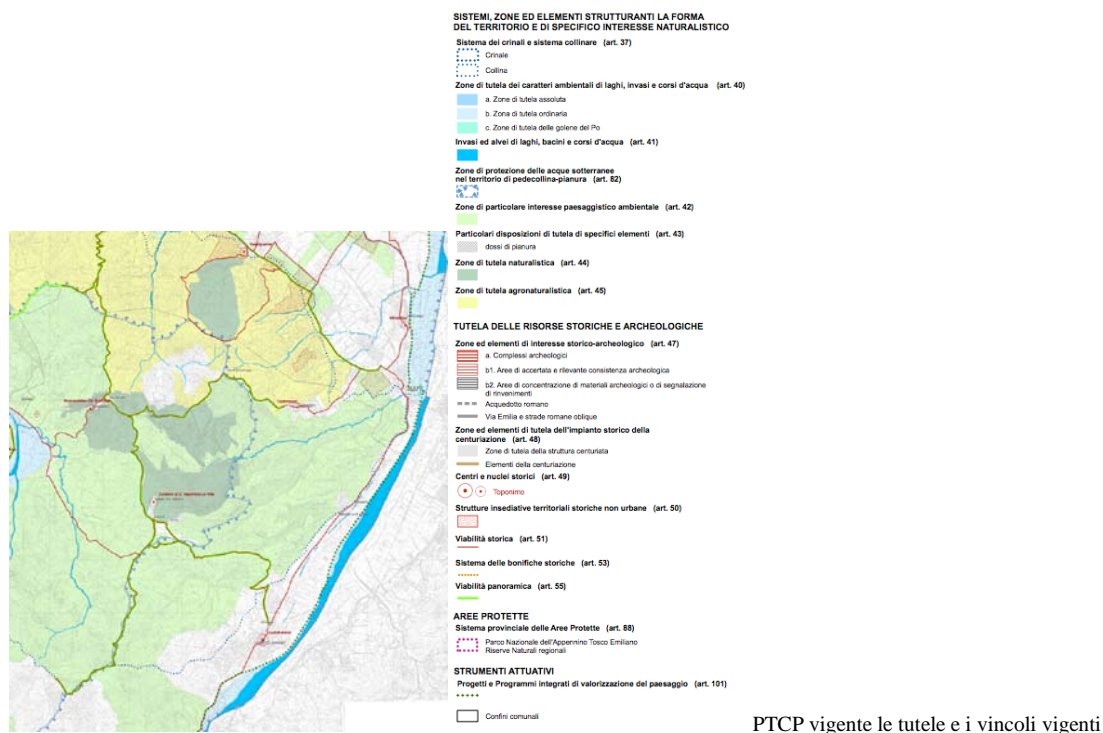 SISTEMI, ZONE ED ELEMENTI STRUTTURANTI LA FORMA
DEL TERRITORIO E DI SPECIFICO INTERESSE NATURALISTICO
Sistema dei crinali e sistema collinare (art. 37)
Crinale
Collina
Zone di tutela dei caratteri ambientali di laghi, invasi e corsi d'acqua (art. 40)
a. Zone di tutela assoluta
b. Zona di tutela ordinaria
c. Zone di tutela delle golene del Po
Invasi ed alvei di laghi, bacini e corsi d'acqua (art. 41)
Zone di protezione delle acque sotterranee
nel territorio di pedecollina-pianura (art. 82)
Zone di particolare interesse paesaggistico ambientale (art. 42)
Particolari disposizioni di tutela di specifici elementi (art. 43)
dossi di pianura
Zone di tutela naturalistica (art. 44)
Zone di tutela agronaturalistica (art. 45)
TUTELA DELLE RISORSE STORICHE E ARCHEOLOGICHE
Zone ed elementi di interesse storico-archeologico (art. 47)
a. Complessi archeologici
b1. Aree di accertata e rilevante consistenza archeologica
b2. Aree di concentrazione di materiali archeologici o di segnalazione
di rinvenimenti
Acquedotto romano
Via Emilia e strade romane oblique
Zone ed elementi di tutela dell'impianto storico della
centuriazione (art. 48)
Zone di tutela della struttura centuriata
Elementi della centuriazione
Centri e nuclei storici (art. 49)
Toponimo
Strutture insediative territoriali storiche non urbane (art. 50)
Viabilità storica (art. 51)
Sistema delle bonifiche storiche (art. 53)
Viabilità panoramica (art. 55)
AREE PROTETTE
Sistema provinciale delle Aree Protette (art. 88)
Parco Nazionale dell'Appennino Tosco Emiliano
Riserve Naturali regionali
STRUMENTI ATTUATIVI
Progetti e Programmi integrati di valorizzazione del paesaggio (art. 101)
Confini comunali
PTCP vigente le tutele e i vincoli vigenti